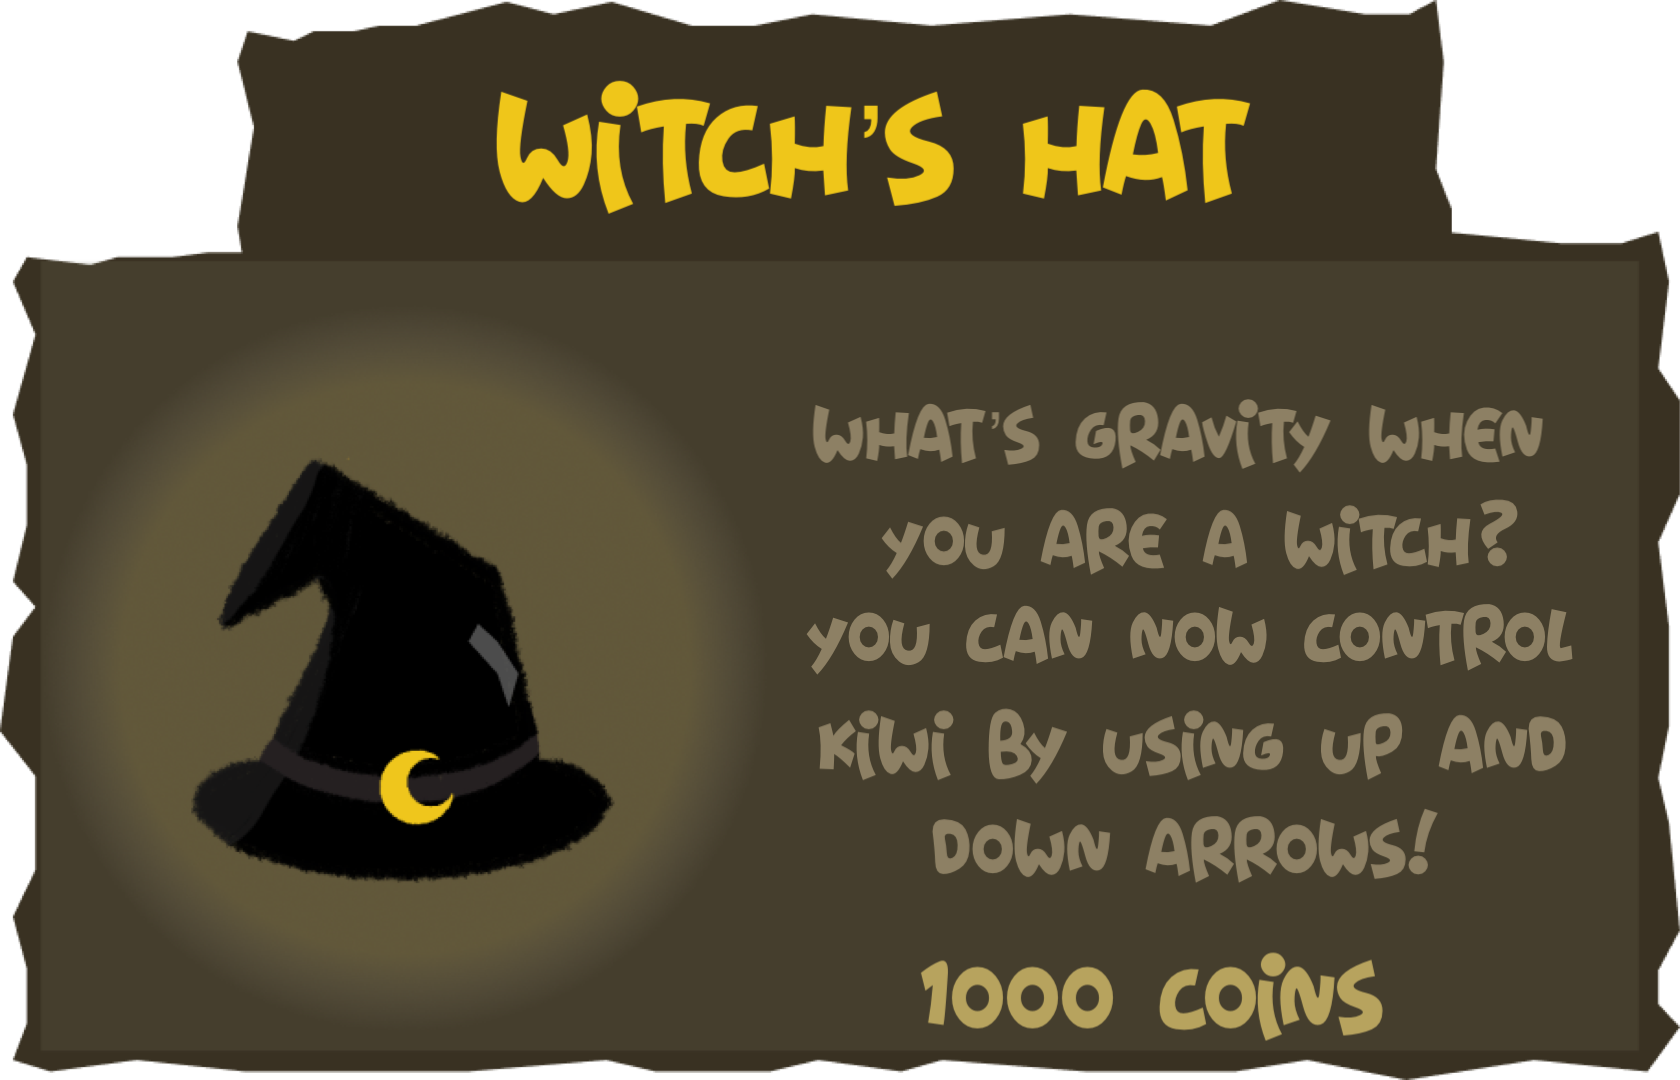 WiTCH'S HAT
WHAT'S GRAViTY WHEN
YOU ARE A WiTCH?
YOU CAN NOW CONTROL
KiWi BY USiNG UP AND
DOWN ARROWS!
1000 COiNS